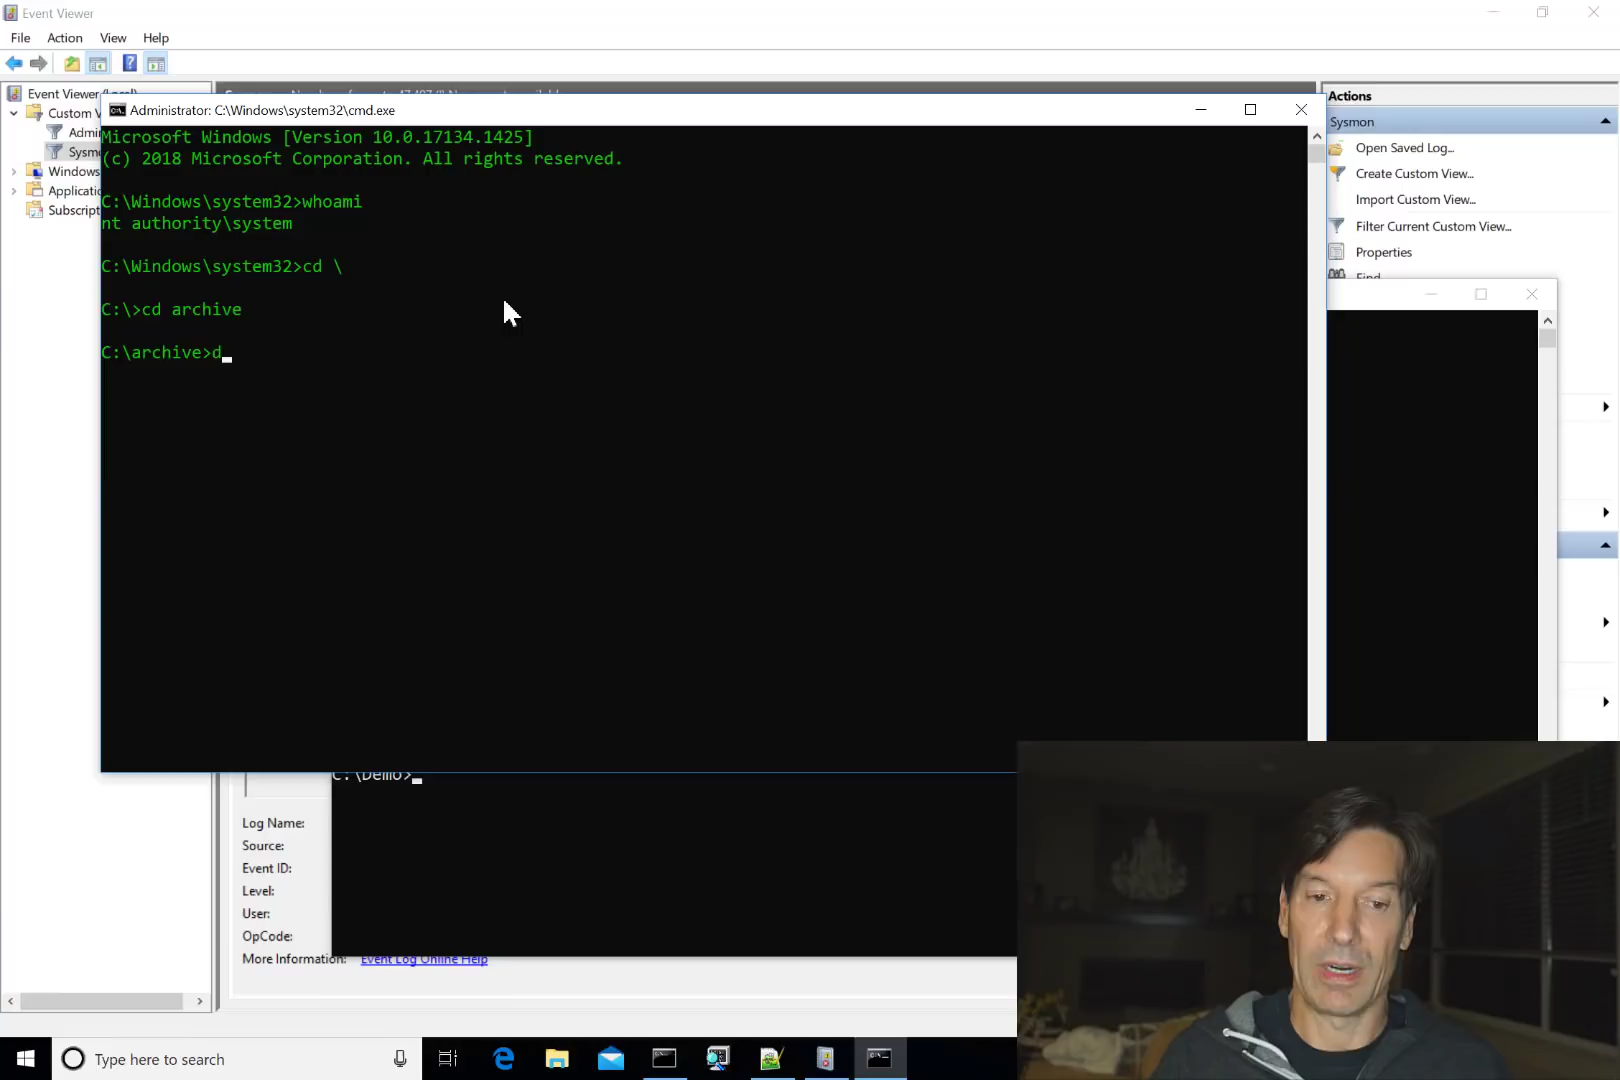 Event Viewer
File Action View Help
Event Viewer (Local)
Custom V
Admi
Sysm
Windows
Applicatio
Subscript
Administrator: C:\Windows\system32\cmd.exe
Microsoft Windows [Version 10.0.17134.1425]
(c) 2018 Microsoft Corporation. All rights reserved.
C:\Windows\system32>whoami
nt authority\system
C:\Windows\system32>cd \
C:\>cd archive
C:\archive>d_
C:\Demo>_
Log Name:
Source:
Event ID:
Level:
User:
OpCode:
More Information: Event Log Online Help
Actions
Sysmon
Open Saved Log...
Create Custom View...
Import Custom View...
Filter Current Custom View...
Properties
Find
Type here to search